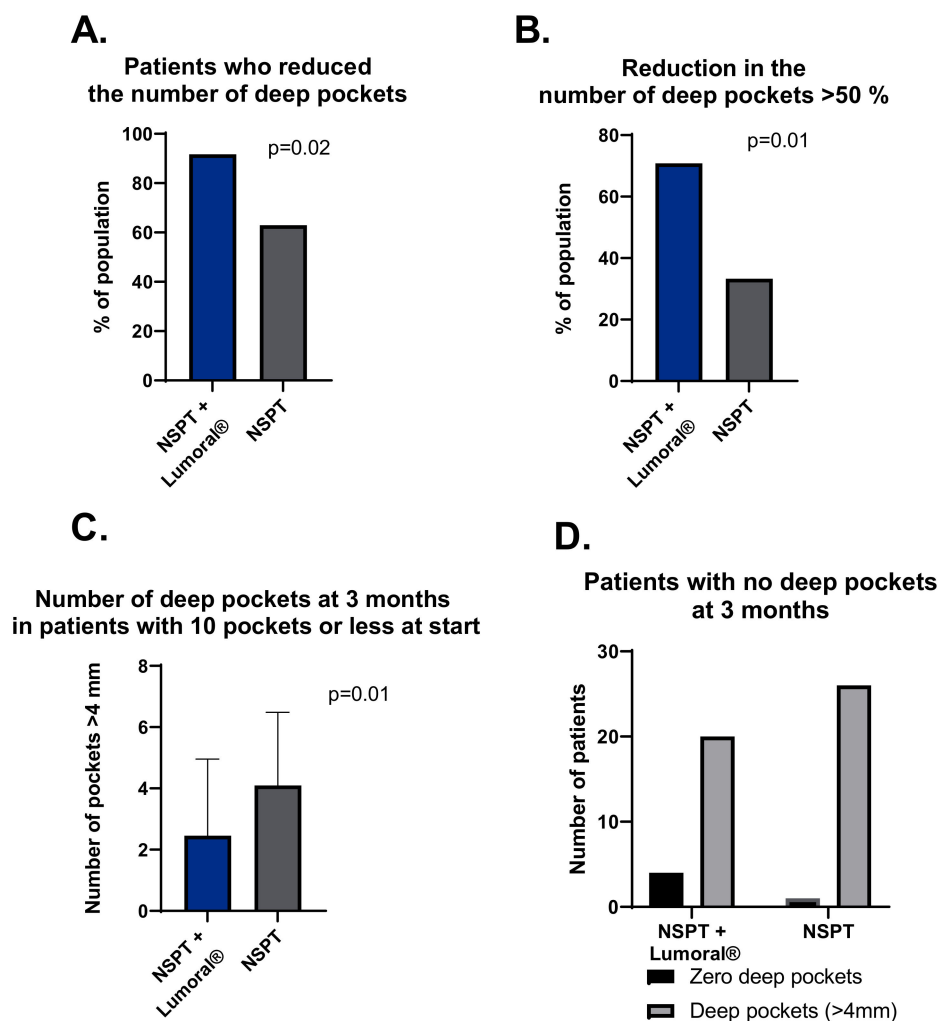 A.
Patients who reduced
the number of deep pockets
p=0.02
% of population
100
80
60
40
20
0
NSPT +
Lumoral®
NSPT
B.
Reduction in the
number of deep pockets >50 %
p=0.01
% of population
80
60
40
20
0
NSPT +
Lumoral®
NSPT
C.
Number of deep pockets at 3 months
in patients with 10 pockets or less at start
p=0.01
Number of pockets >4 mm
8
6
4
2
0
NSPT +
Lumoral®
NSPT
D.
Patients with no deep pockets
at 3 months
Number of patients
30
20
10
0
NSPT +
Lumoral®
NSPT
Zero deep pockets
Deep pockets (>4mm)